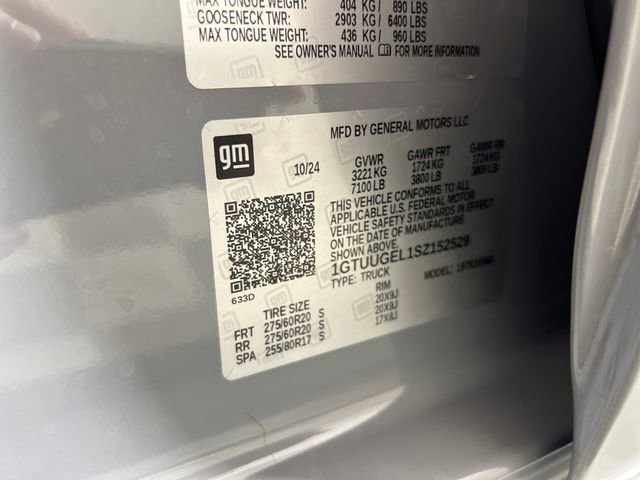 MAX TONGUE WEIGHT: 404 KG/ 890 LBS
GOOSENECK TWR: 2903 KG/ 6400 LBS
MAX TONGUE WEIGHT: 436 KG/ 960 LBS
SEE OWNER'S MANUAL FOR MORE INFORMATION
gm
MFD BY GENERAL MOTORS LLC
10/24 GVWR GAWR FRT GAWR RR
3221 KG 1724 KG 1724 KG
7100 LB 3800 LB 3800 LB
THIS VEHICLE CONFORMS TO ALL
APPLICABLE U.S. FEDERAL MOTOR
VEHICLE SAFETY STANDARDS IN EFFECT
ON THE DATE OF MANUFACTURE
SHOWN ABOVE.
1GTUUGEL1SZ152529
TYPE: TRUCK MODEL:
633D
TIRE SIZE RIM
FRT 275/60R20 S 20X9J
RR 275/60R20 S 20X9J
SPA 255/80R17 S 17X8J